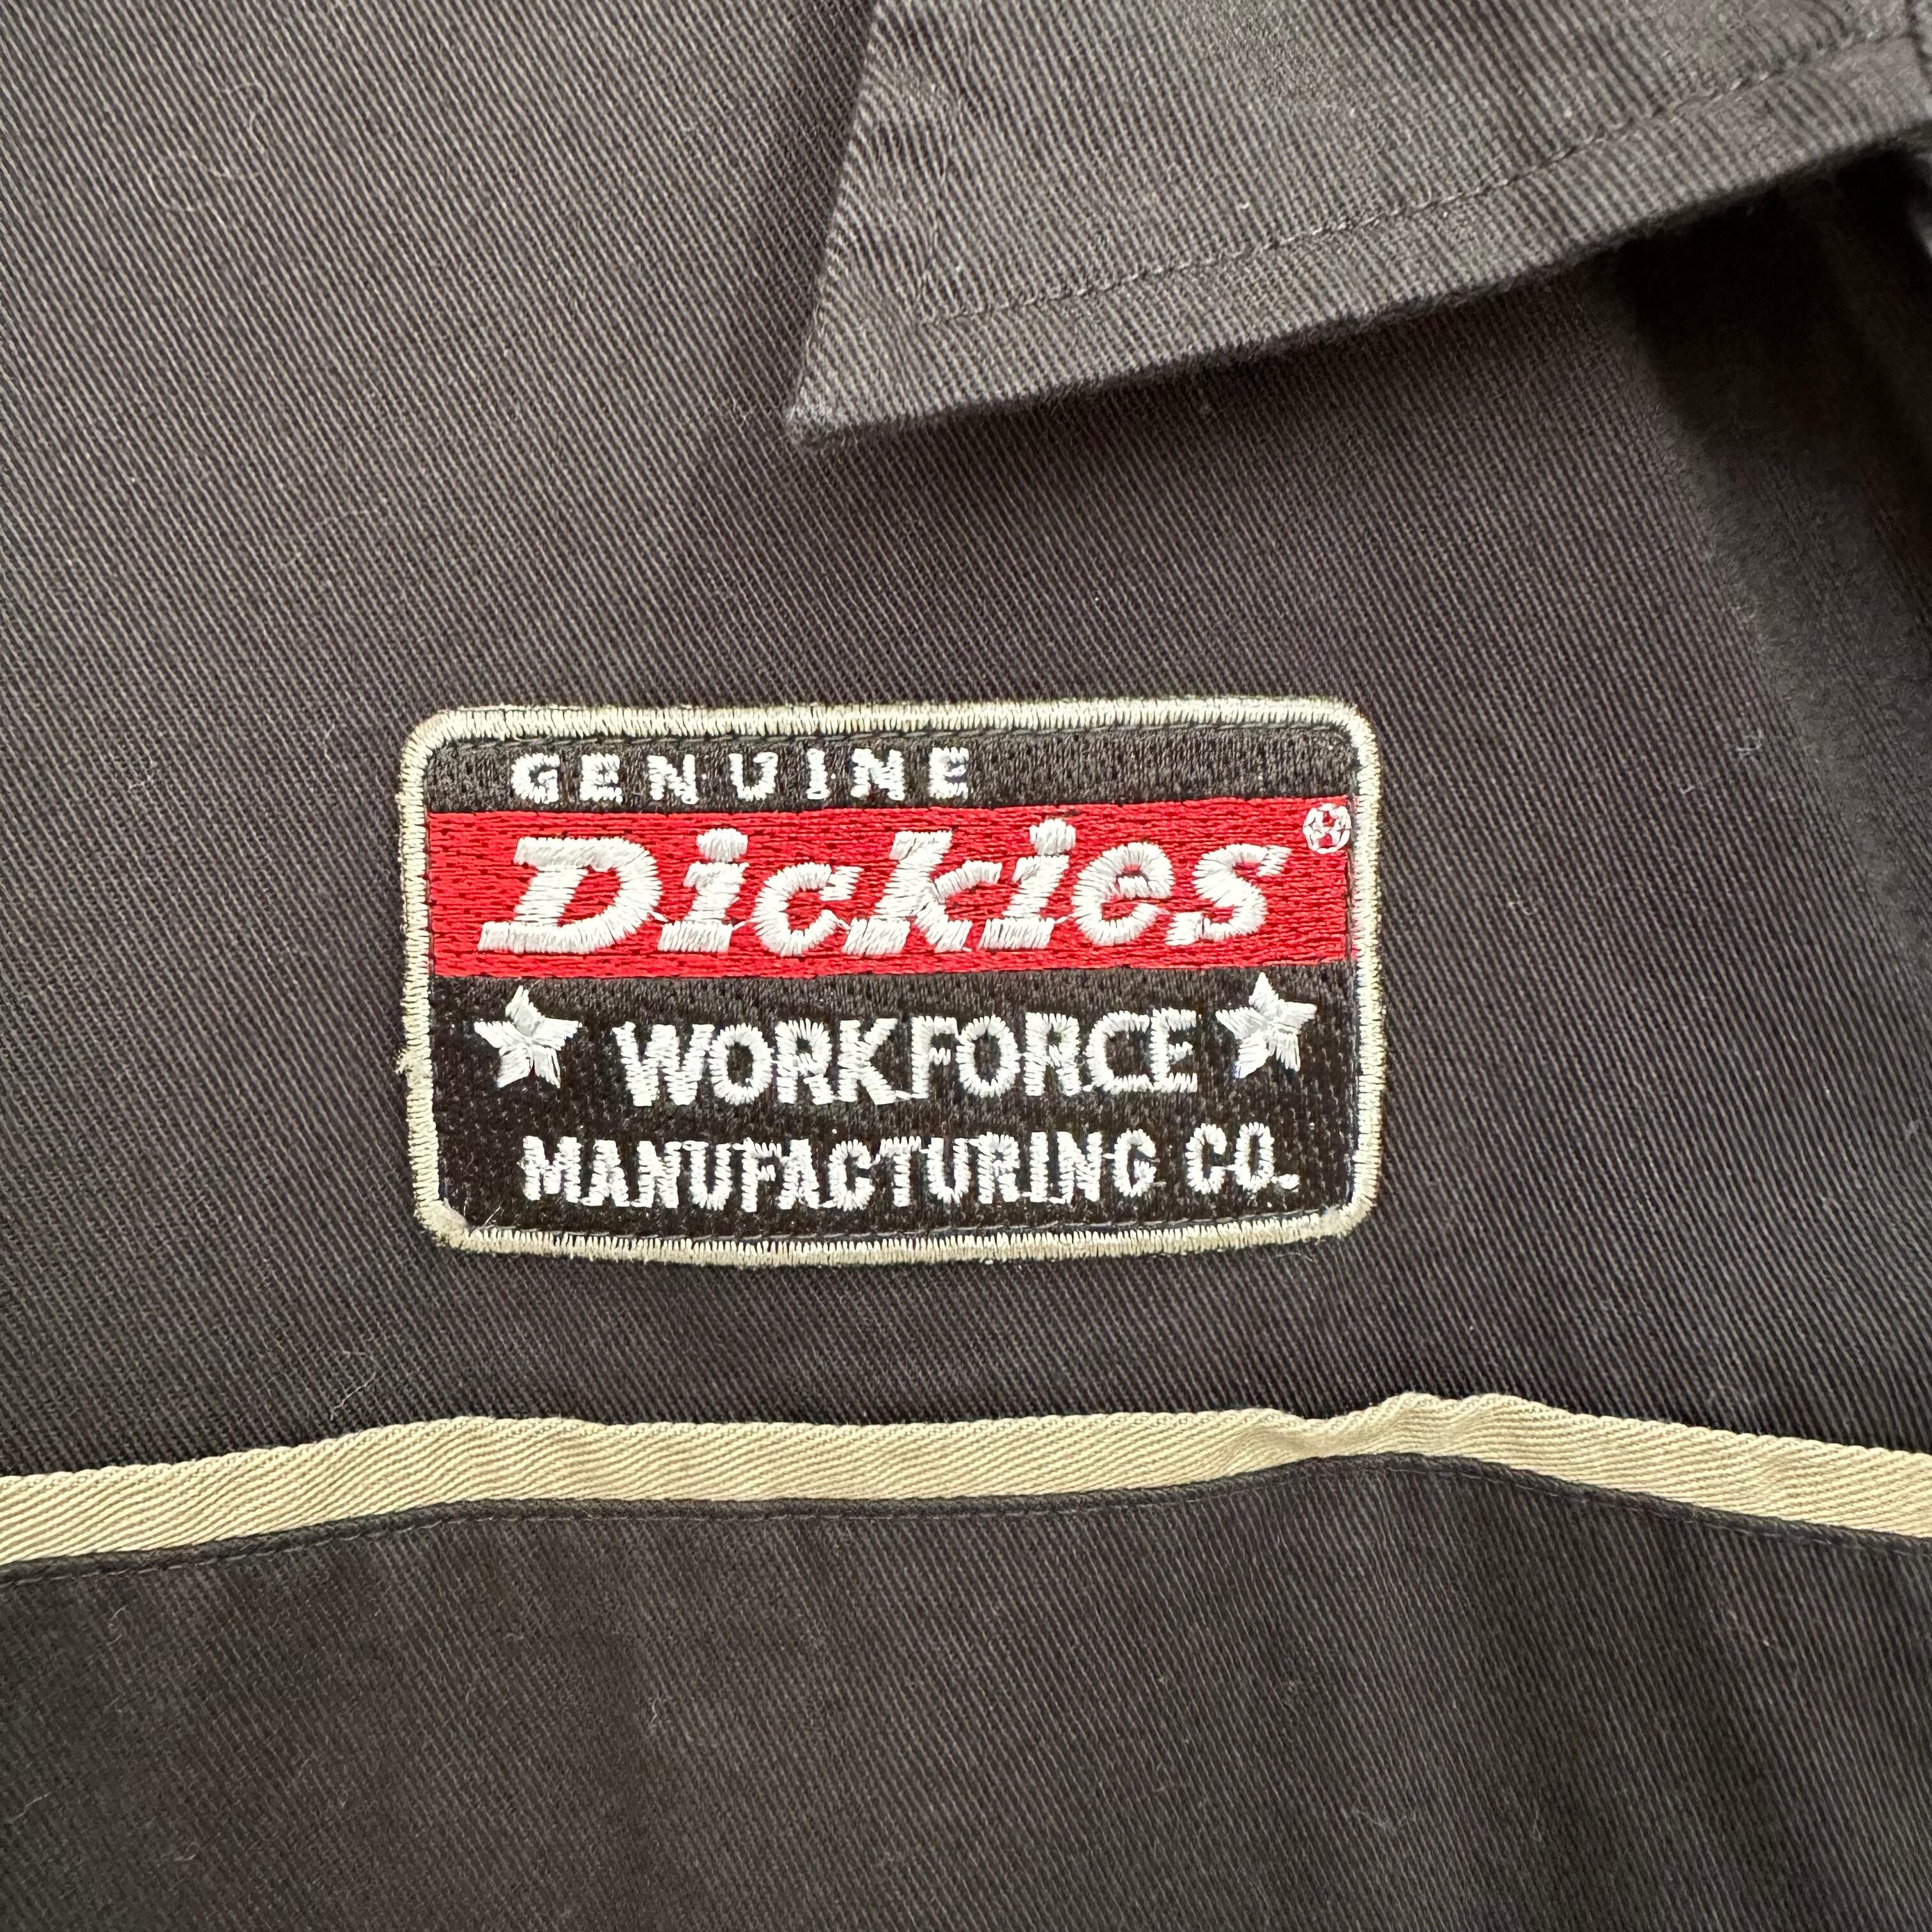 GENUINE
Dickies®
WORKFORCE
MANUFACTURING CO.